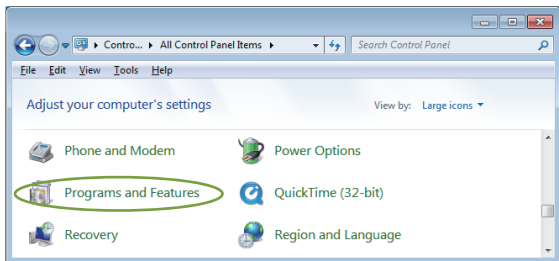 Contro... All Control Panel Items Search Control Panel
File Edit View Tools Help
Adjust your computer's settings View by: Large icons
Phone and Modem Power Options
Programs and Features QuickTime (32-bit)
Recovery Region and Language